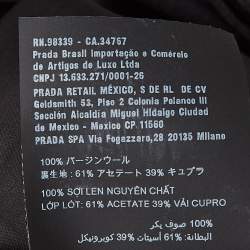 RN.98339 - CA.34767
Prada Brasil Importação e Comércio
de Artigos de Luxo Ltda
CNPJ 13.633.271/0001-26
PRADA RETAIL MÉXICO, S DE RL DE CV
Goldsmith 53, Piso 2 Colonia Polanco III
Sección Alcaldia Miguel Hidalgo Ciudad
de Mexico - Mexico CP 11560
PRADA SPA Via Fogazzaro,28 20135 Milano
100% バージンウール
裏生地: 61% アセテート 39% キュプラ
100% SỢI LEN NGUYÊN CHẤT
LỚP LÓT: 61% ACETATE 39% VẢI CUPRO
100% صوف بكر
البطانة: 61% أسيتات 39% كوبرونيكل